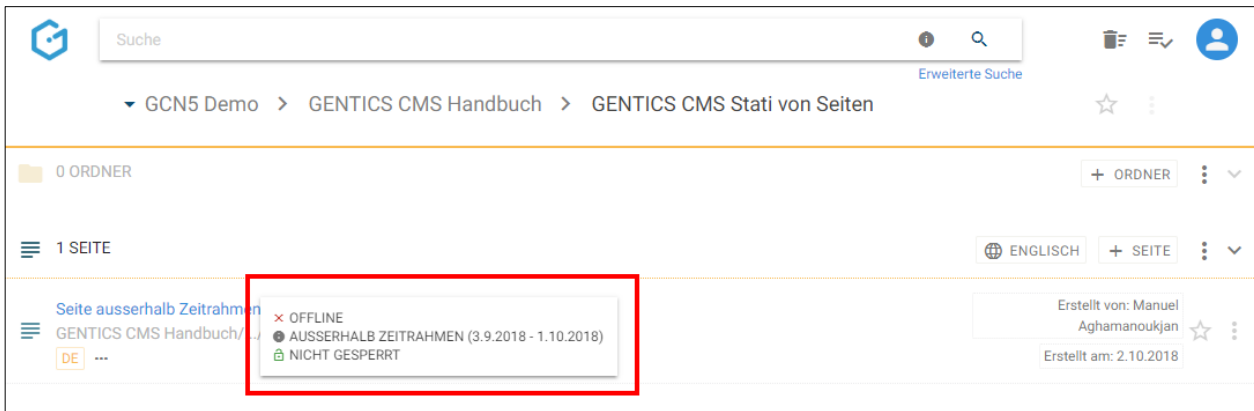 Suche
Erweiterte Suche
GCN5 Demo > GENTICS CMS Handbuch > GENTICS CMS Stati von Seiten
0 ORDNER
+ ORDNER
1 SEITE
ENGLISCH
+ SEITE
Seite ausserhalb Zeitrahmen
GENTICS CMS Handbuch/.../
DE ...
OFFLINE
AUSSERHALB ZEITRAHMEN (3.9.2018 - 1.10.2018)
NICHT GESPERRT
Erstellt von: Manuel
Aghamanoukjan
Erstellt am: 2.10.2018